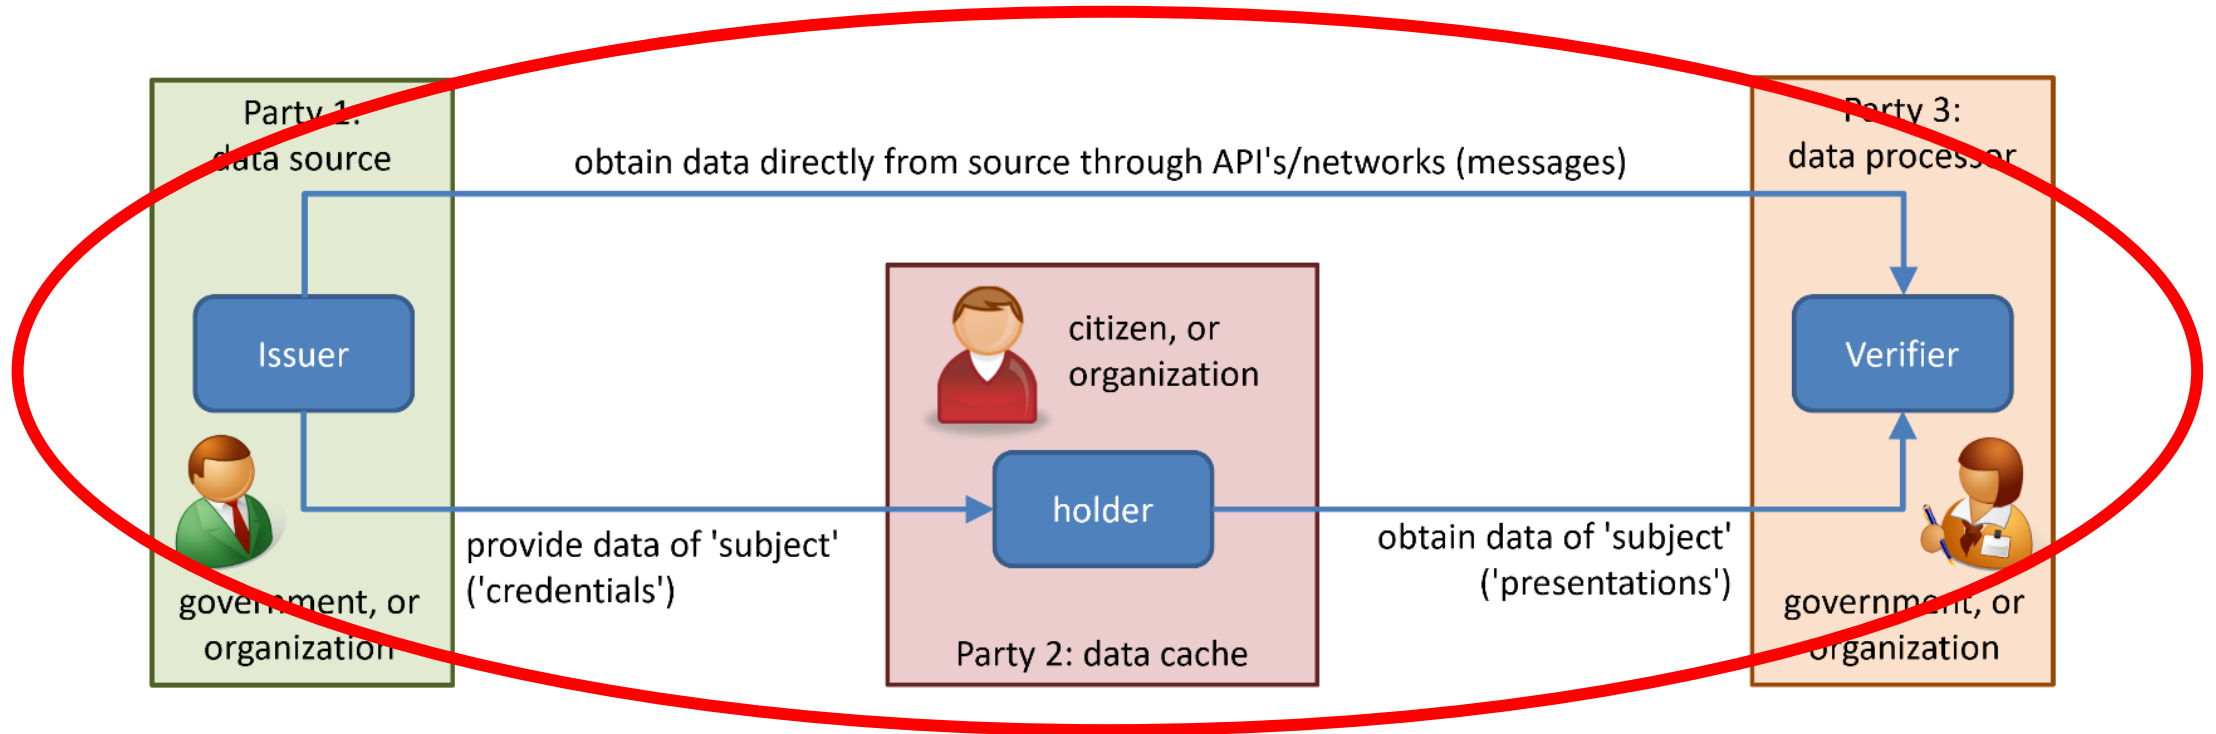 Party 1:
data source
Issuer
government, or
organization
obtain data directly from source through API's/networks (messages)
provide data of 'subject'
('credentials')
citizen, or
organization
holder
Party 2: data cache
obtain data of 'subject'
('presentations')
Party 3:
data processor
Verifier
government, or
organization